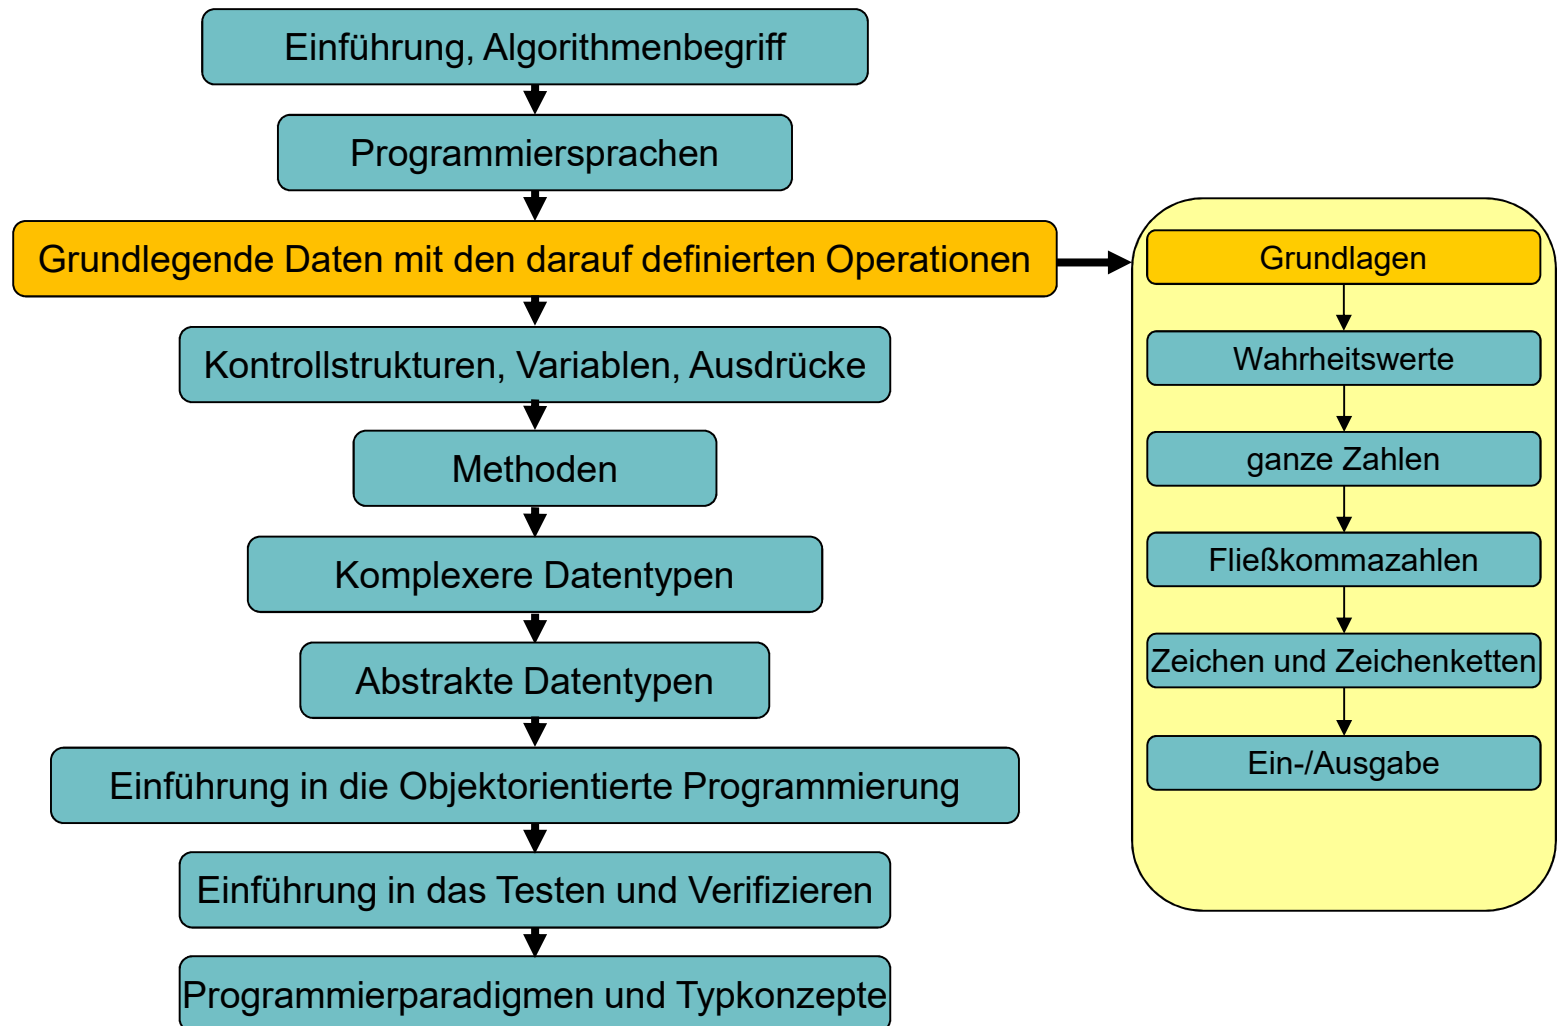 Einführung, Algorithmenbegriff
Programmiersprachen
Grundlegende Daten mit den darauf definierten Operationen
Kontrollstrukturen, Variablen, Ausdrücke
Methoden
Komplexere Datentypen
Abstrakte Datentypen
Einführung in die Objektorientierte Programmierung
Einführung in das Testen und Verifizieren
Programmierparadigmen und Typkonzepte
Grundlagen
Wahrheitswerte
ganze Zahlen
Fließkommazahlen
Zeichen und Zeichenketten
Ein-/Ausgabe